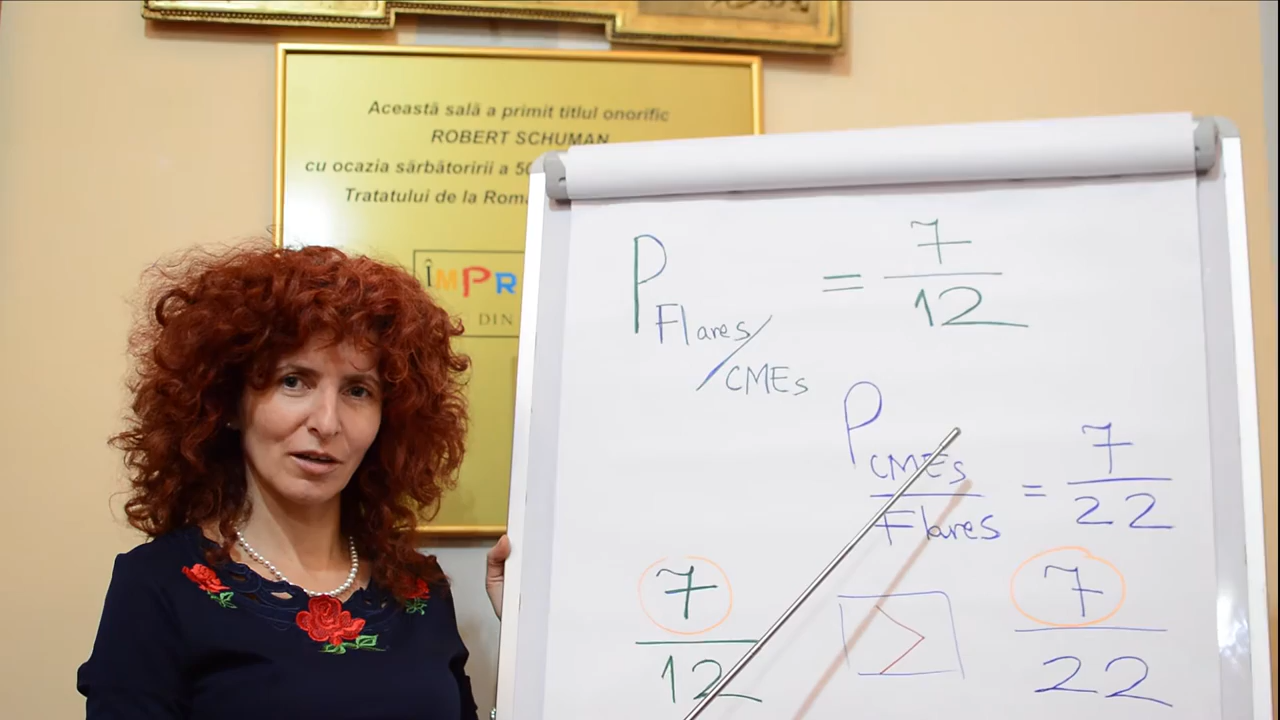 Această sală a primit titlul onorific
ROBERT SCHUMAN
cu ocazia sărbătoririi a 50
Tratatului de la Roma
ÎMPR
DIN
P Flares/CMEs = 7/12
P CMEs/Flares = 7/22
7/12 Σ 7/22